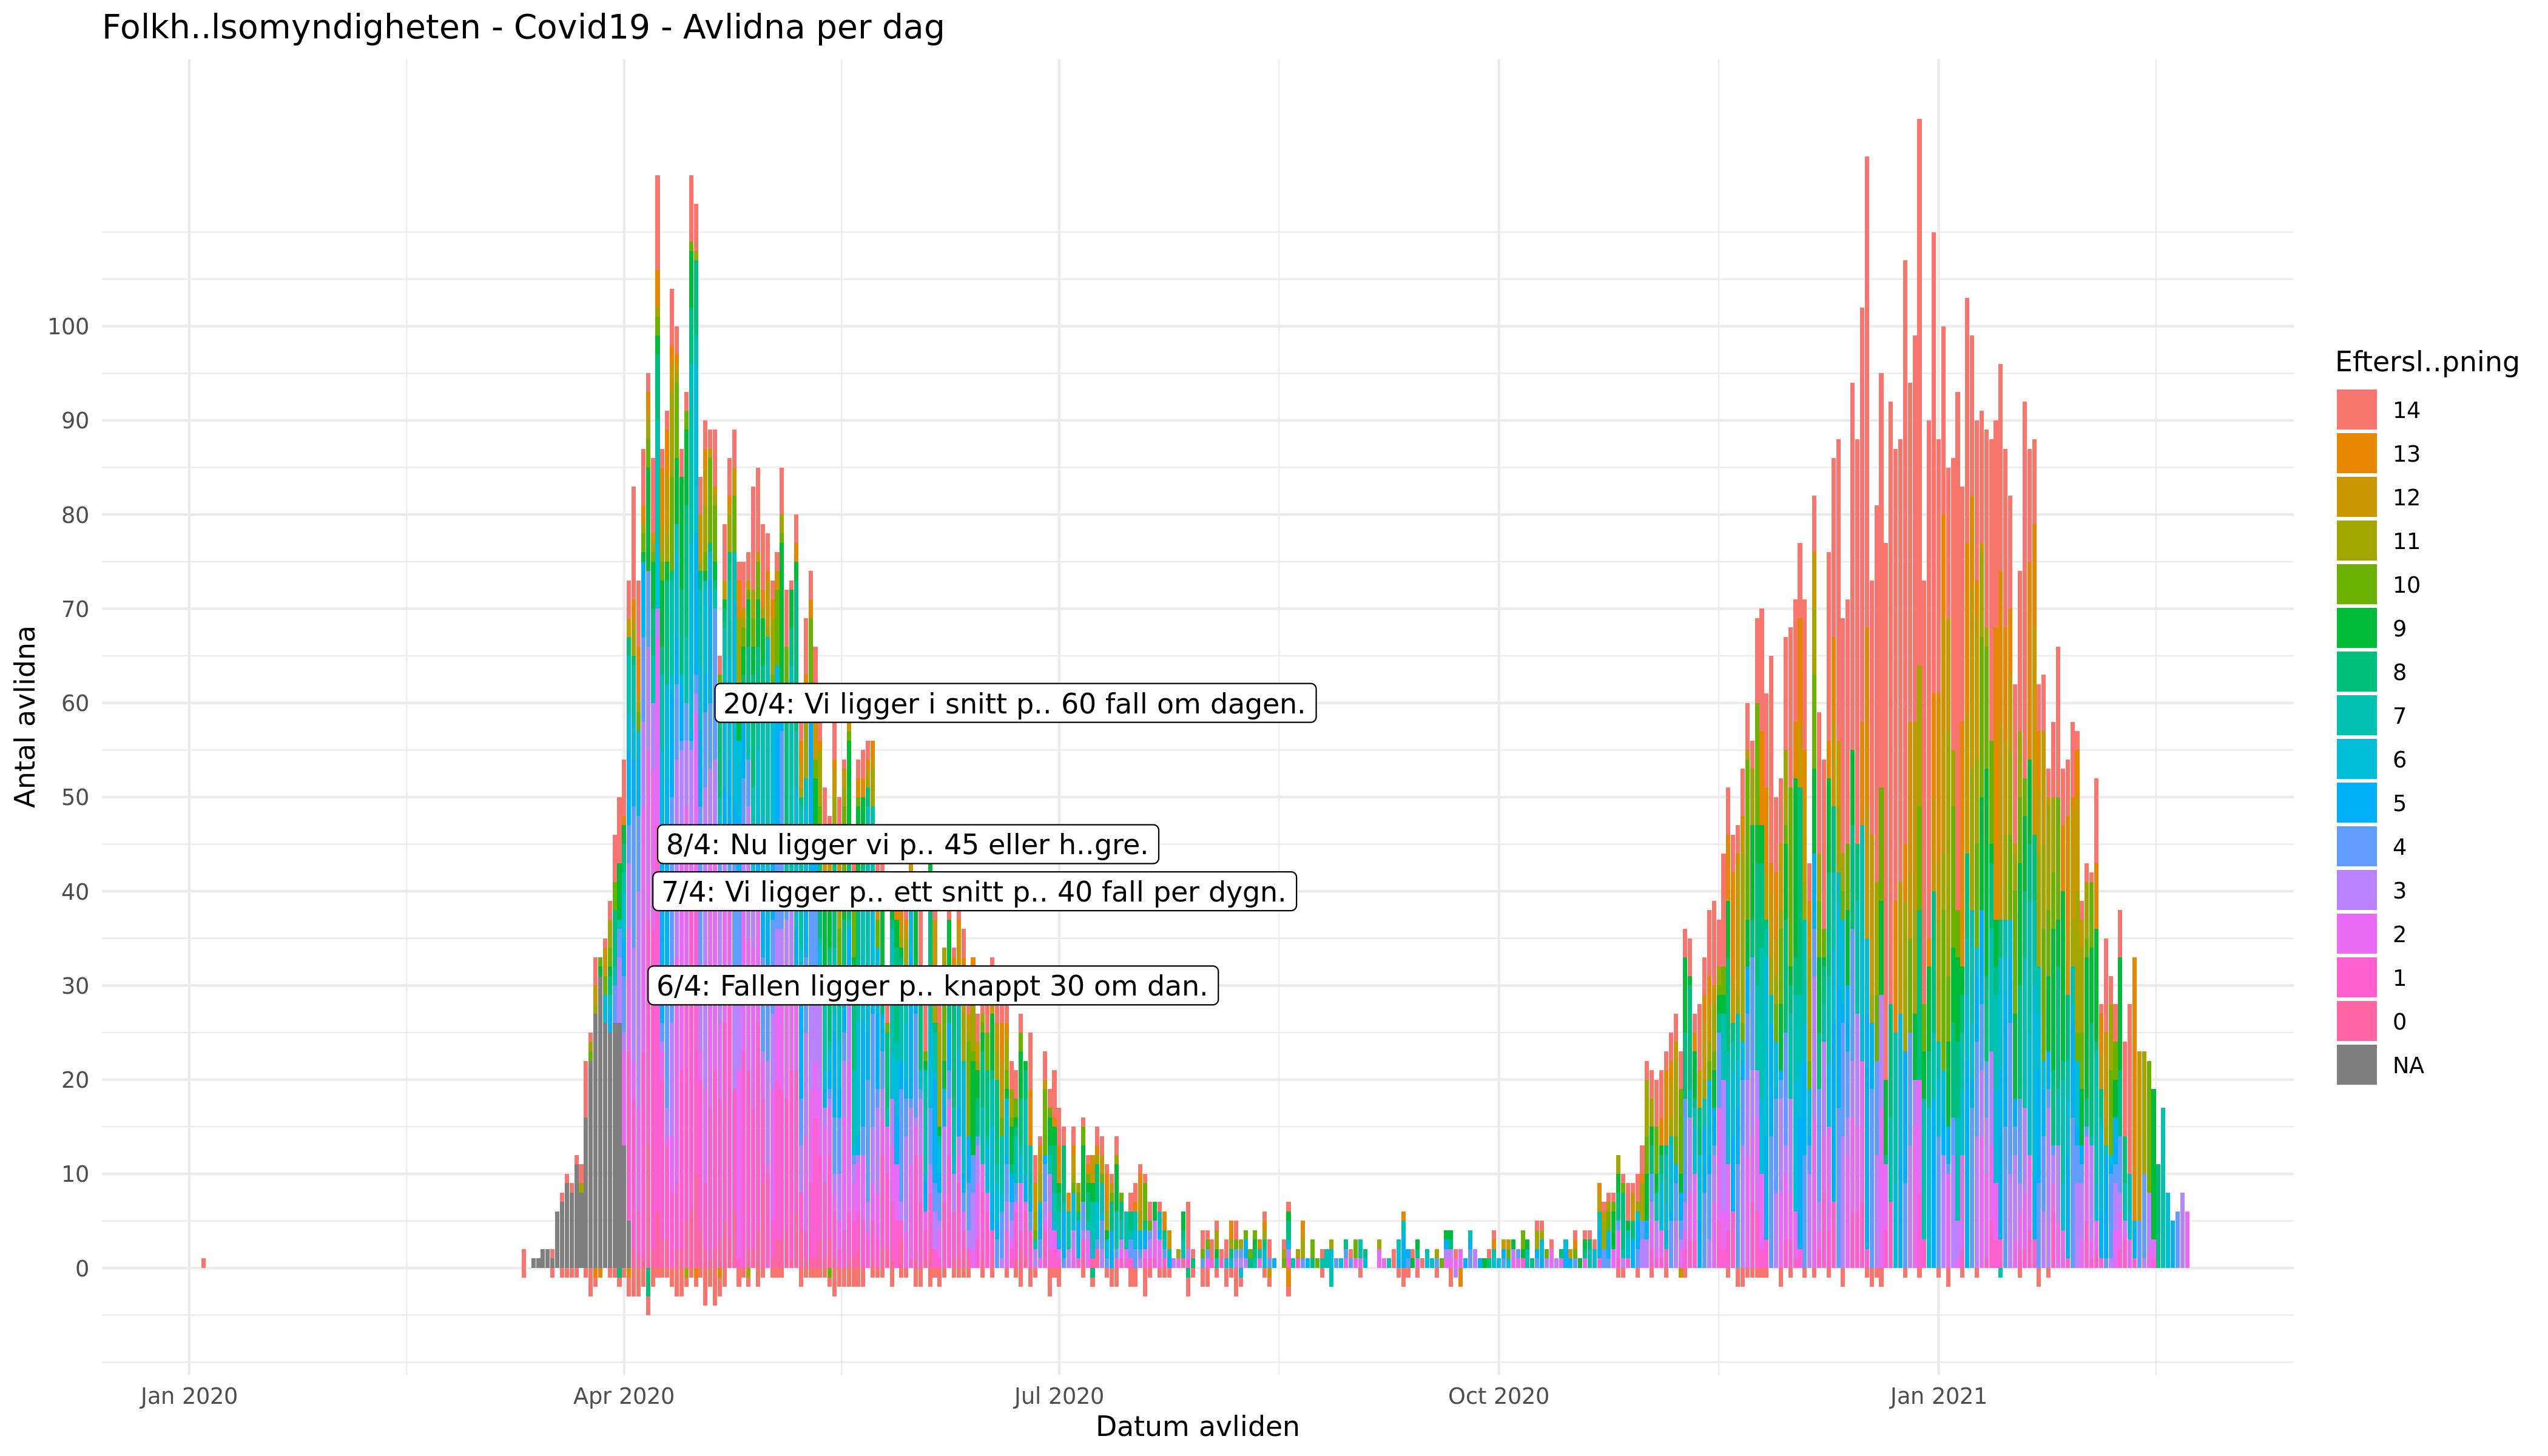 Folkh..lsomyndigheten - Covid19 - Avlidna per dag
Antal avlidna
100
90
80
70
60
50
40
30
20
10
0
20/4: Vi ligger i snitt p.. 60 fall om dagen.
8/4: Nu ligger vi p.. 45 eller h..gre.
7/4: Vi ligger p.. ett snitt p.. 40 fall per dygn.
6/4: Fallen ligger p.. knappt 30 om dan.
Jan 2020
Apr 2020
Jul 2020
Oct 2020
Jan 2021
Datum avliden
Eftersl..pning
14
13
12
11
10
9
8
7
6
5
4
3
2
1
0
NA